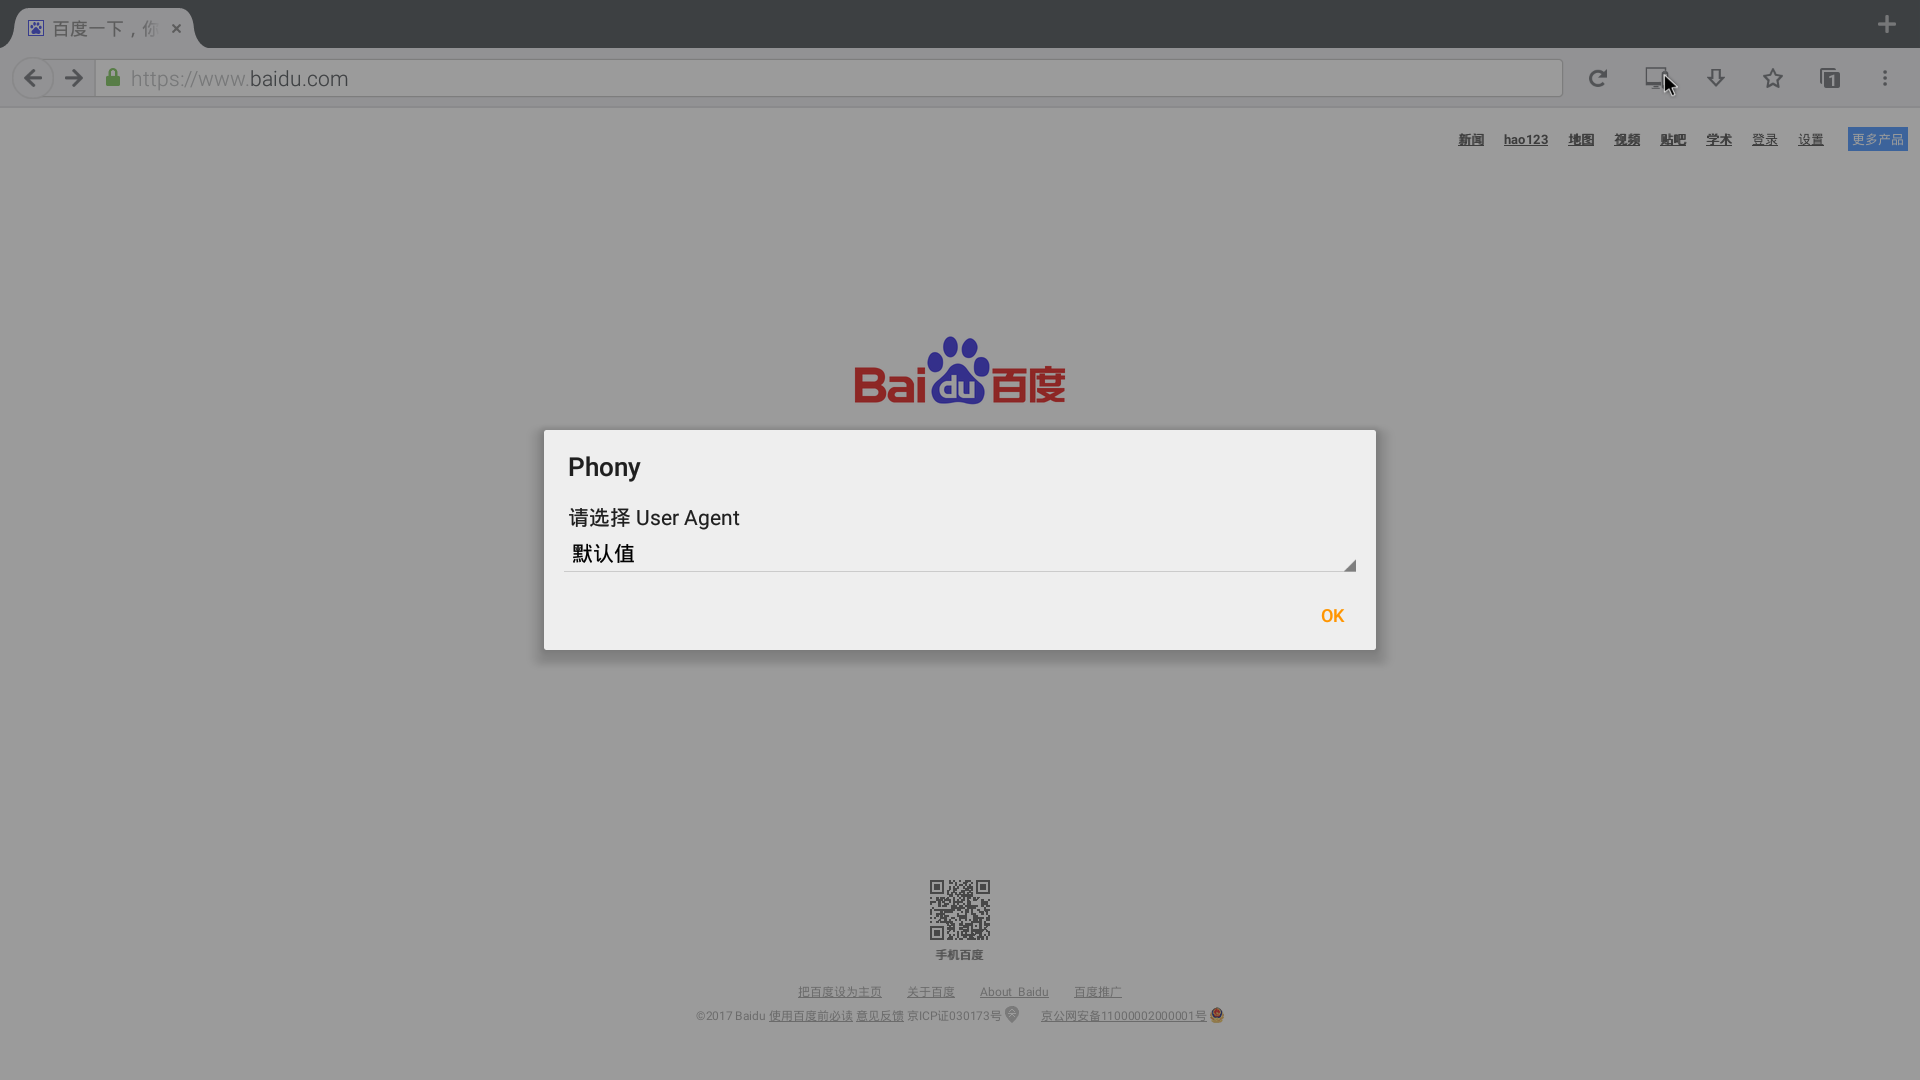 百度一下，你
https://www.baidu.com
1
新闻 hao123 地图 视频 贴吧 学术 登录 设置 更多产品
Bai du 百度
Phony
请选择 User Agent
默认值
OK
手机百度
把百度设为主页 关于百度 About Baidu 百度推广
©2017 Baidu 使用百度前必读 意见反馈 京ICP证030173号 京公网安备11000002000001号